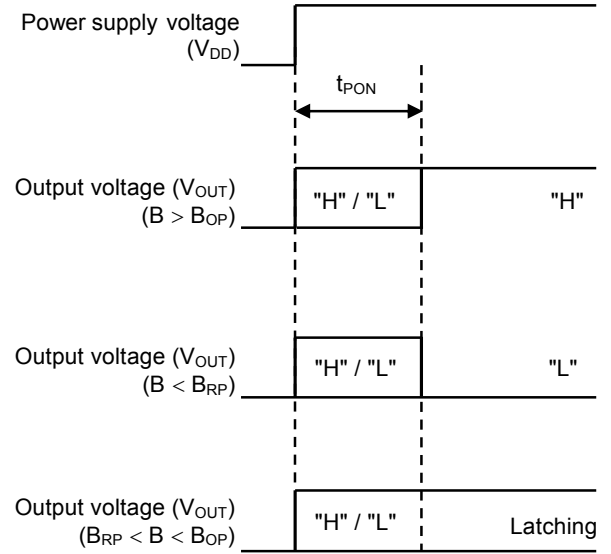 Power supply voltage
(VDD)
tPON
Output voltage (VOUT)
(B > BOP)
"H" / "L"
"H"
Output voltage (VOUT)
(B < BRP)
"H" / "L"
"L"
Output voltage (VOUT)
(BRP < B < BOP)
"H" / "L"
Latching